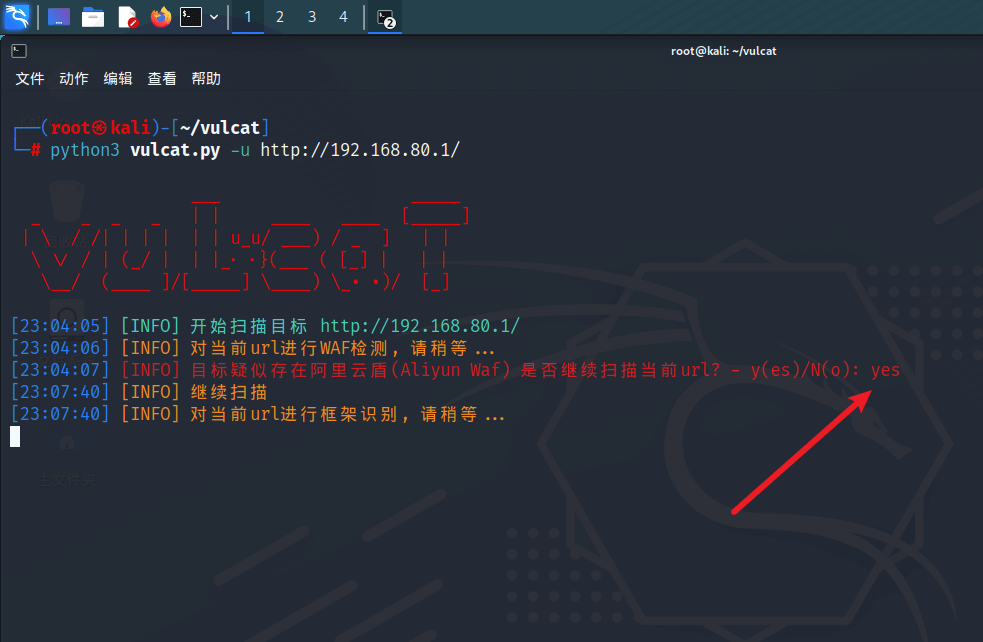 1 2 3 4 2
root@kali: ~/vulcat
文件 动作 编辑 查看 帮助
┌──(root㉿kali)-[~/vulcat]
└─# python3 vulcat.py -u http://192.168.80.1/
[23:04:05] [INFO] 开始扫描目标 http://192.168.80.1/
[23:04:06] [INFO] 对当前url进行WAF检测, 请稍等...
[23:04:07] [INFO] 目标疑似存在阿里云盾(Aliyun Waf) 是否继续扫描当前url? - y(es)/N(o): yes
[23:07:40] [INFO] 继续扫描
[23:07:40] [INFO] 对当前url进行框架识别, 请稍等...
主文件夹